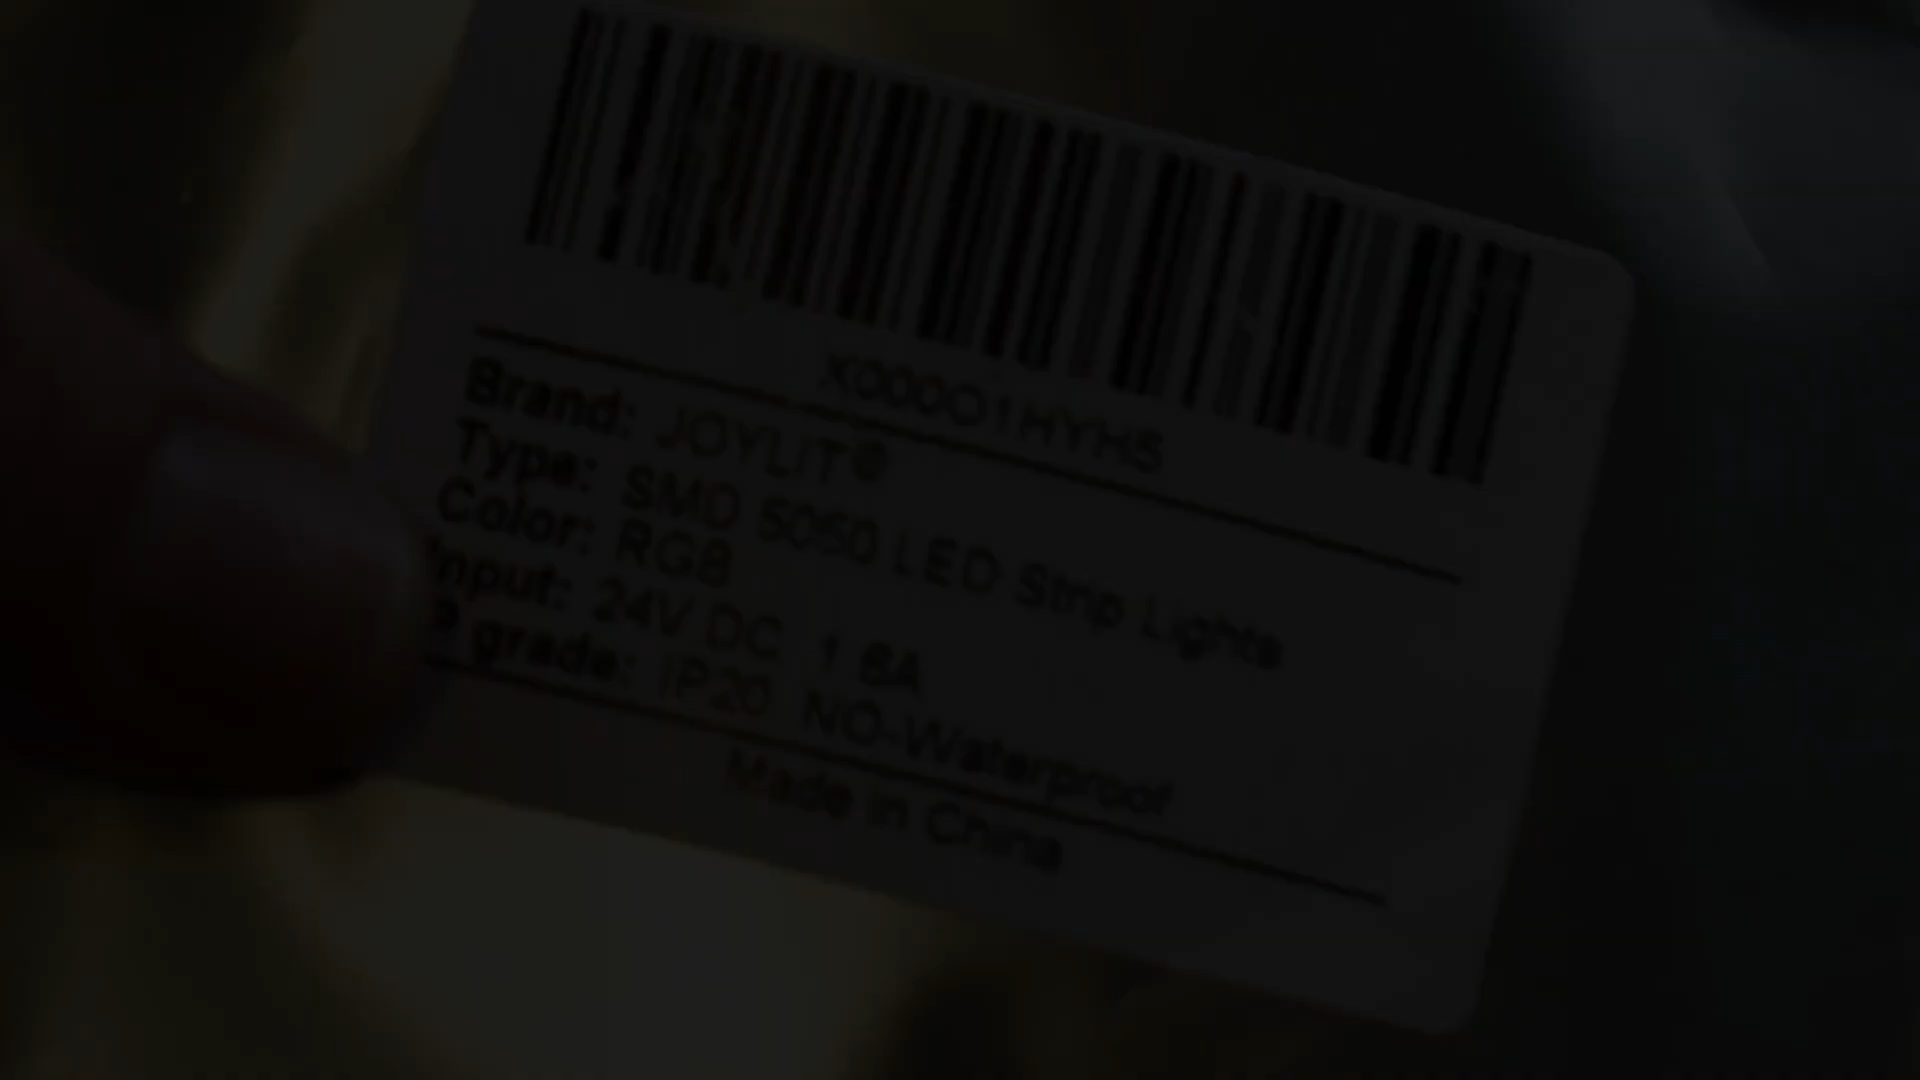 X000O1HYH5
Brand: JOYLIT®
Type: SMD 5050 LED Strip Lights
Color: RGB
Input: 24V DC 1 6A
P grade: IP20 NO-Waterproof
Made in China